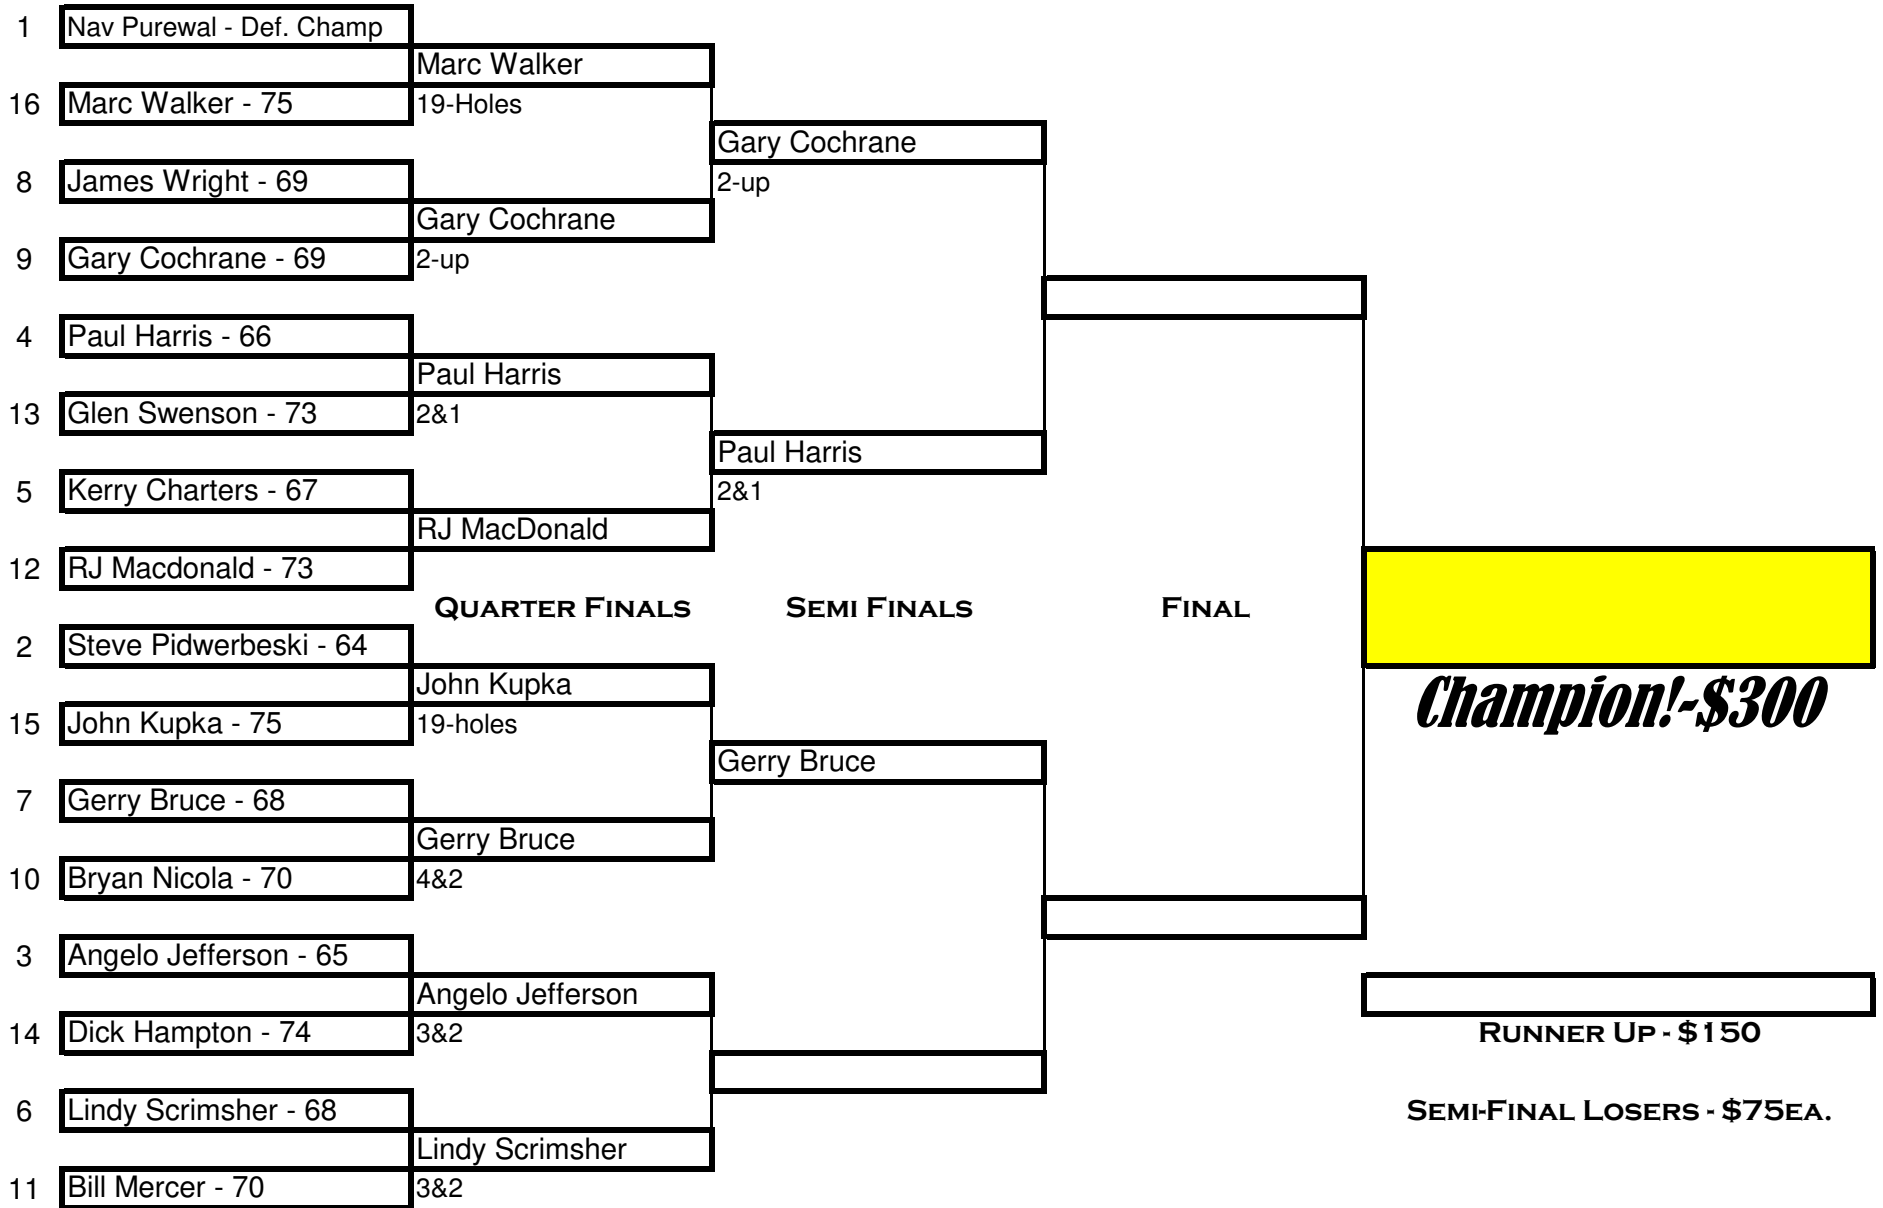 1 Nav Purewal - Def. Champ
Marc Walker
16 Marc Walker - 75 19-Holes
Gary Cochrane
8 James Wright - 69 2-up
Gary Cochrane
9 Gary Cochrane - 69 2-up
4 Paul Harris - 66
Paul Harris
13 Glen Swenson - 73 2&1
Paul Harris
5 Kerry Charters - 67 2&1
RJ MacDonald
12 RJ Macdonald - 73
Quarter Finals Semi Finals Final
2 Steve Pidwerbeski - 64
John Kupka
Champion!-$300
15 John Kupka - 75 19-holes
Gerry Bruce
7 Gerry Bruce - 68
Gerry Bruce
10 Bryan Nicola - 70 4&2
3 Angelo Jefferson - 65
Angelo Jefferson
14 Dick Hampton - 74 3&2 Runner Up - $150
6 Lindy Scrimsher - 68 Semi-Final Losers - $75ea.
Lindy Scrimsher
11 Bill Mercer - 70 3&2